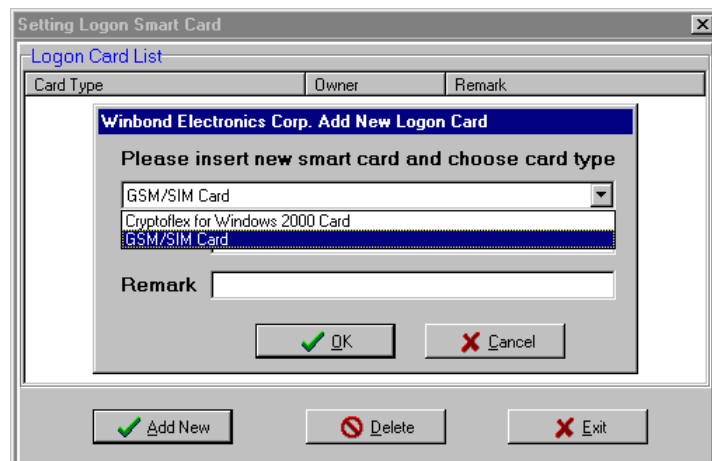 Setting Logon Smart Card
Logon Card List
Card Type Owner Remark
Winbond Electronics Corp. Add New Logon Card
Please insert new smart card and choose card type
GSM/SIM Card
Cryptoflex for Windows 2000 Card
GSM/SIM Card
Remark
OK Cancel
Add New Delete Exit